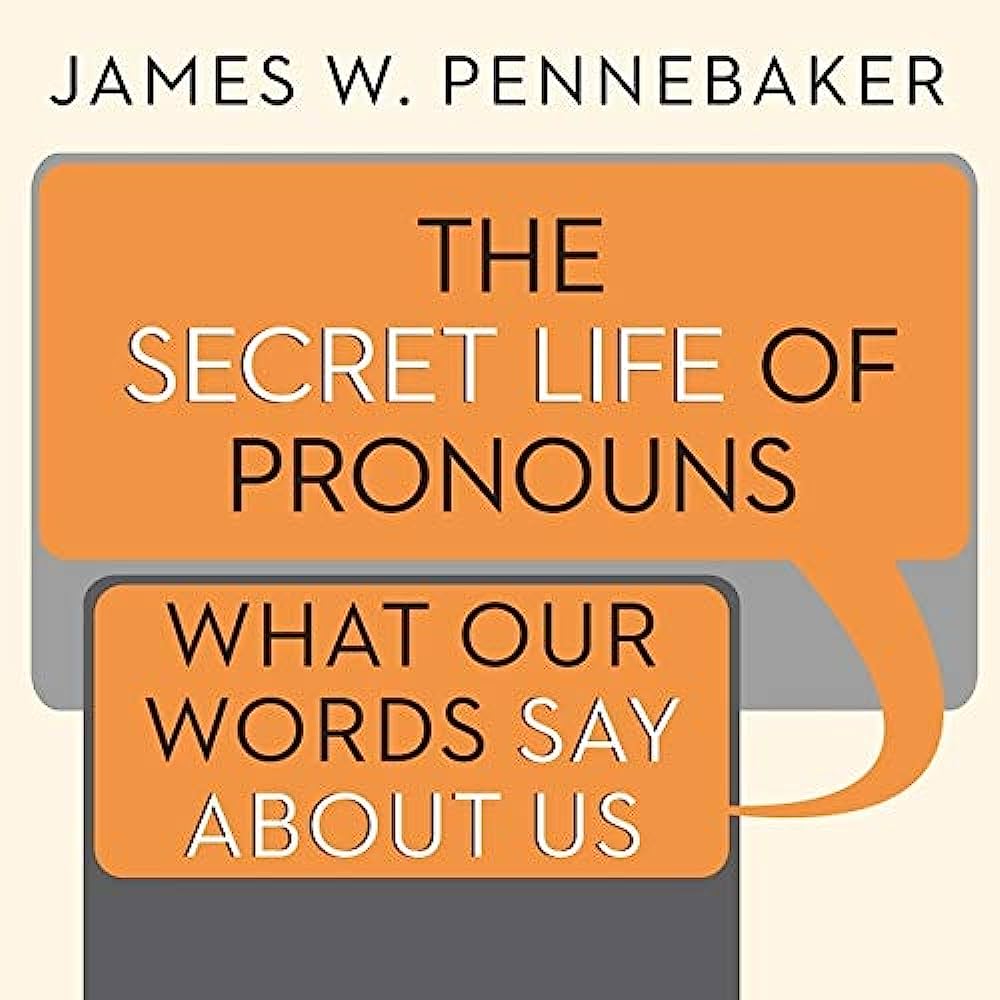 JAMES W. PENNEBAKER
THE
SECRET LIFE OF
PRONOUNS
WHAT OUR
WORDS SAY
ABOUT US